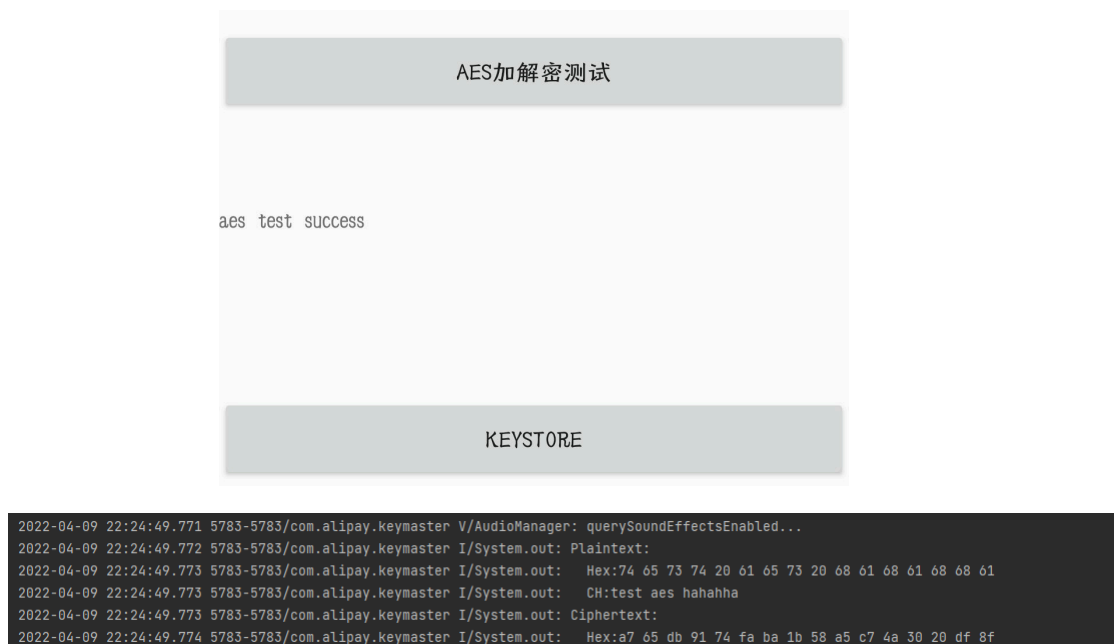 AES加解密测试
aes test success
KEYSTORE
2022-04-09 22:24:49.771 5783-5783/com.alipay.keymaster V/AudioManager: querySoundEffectsEnabled...
2022-04-09 22:24:49.772 5783-5783/com.alipay.keymaster I/System.out: Plaintext:
2022-04-09 22:24:49.773 5783-5783/com.alipay.keymaster I/System.out:   Hex:74 65 73 74 20 61 65 73 20 68 61 68 61 68 68 61
2022-04-09 22:24:49.773 5783-5783/com.alipay.keymaster I/System.out:   CH:test aes hahahha
2022-04-09 22:24:49.773 5783-5783/com.alipay.keymaster I/System.out: Ciphertext:
2022-04-09 22:24:49.774 5783-5783/com.alipay.keymaster I/System.out:   Hex:a7 65 db 91 74 fa ba 1b 58 a5 c7 4a 30 20 df 8f